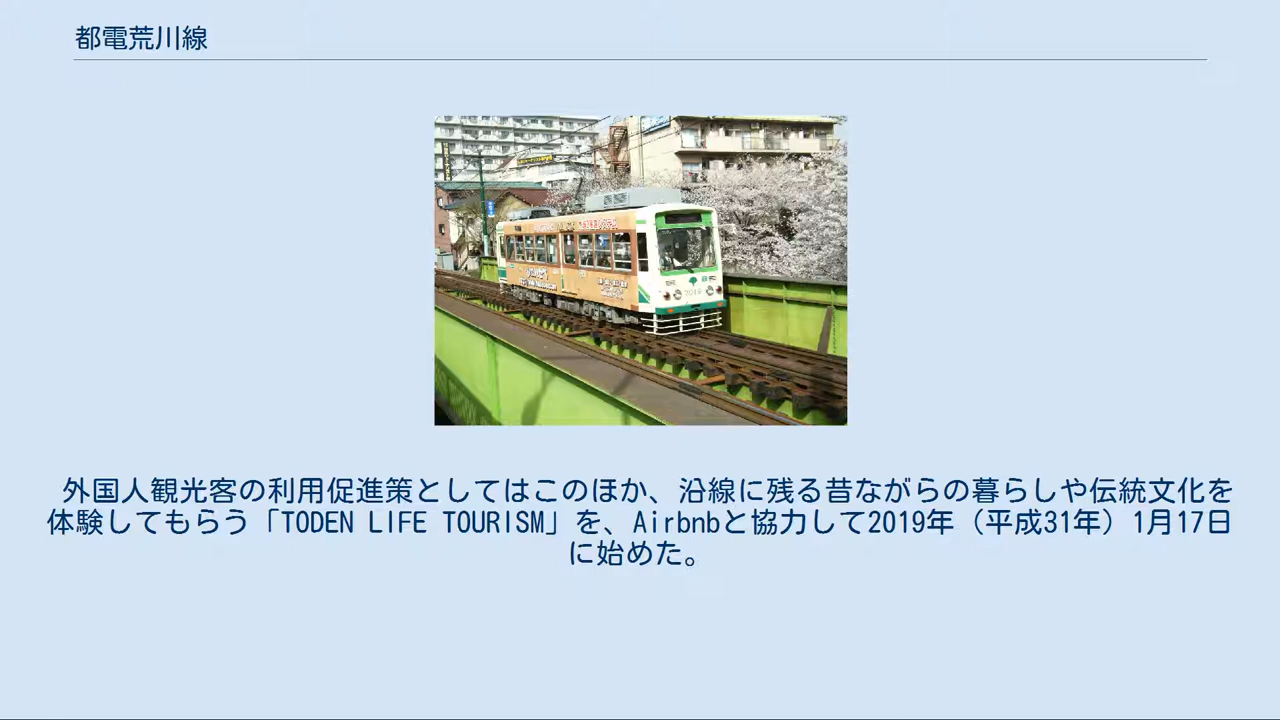 都電荒川線
外国人観光客の利用促進策としてはこのほか、沿線に残る昔ながらの暮らしや伝統文化を
体験してもらう「TODEN LIFE TOURISM」を、Airbnbと協力して2019年（平成31年）1月17日
に始めた。